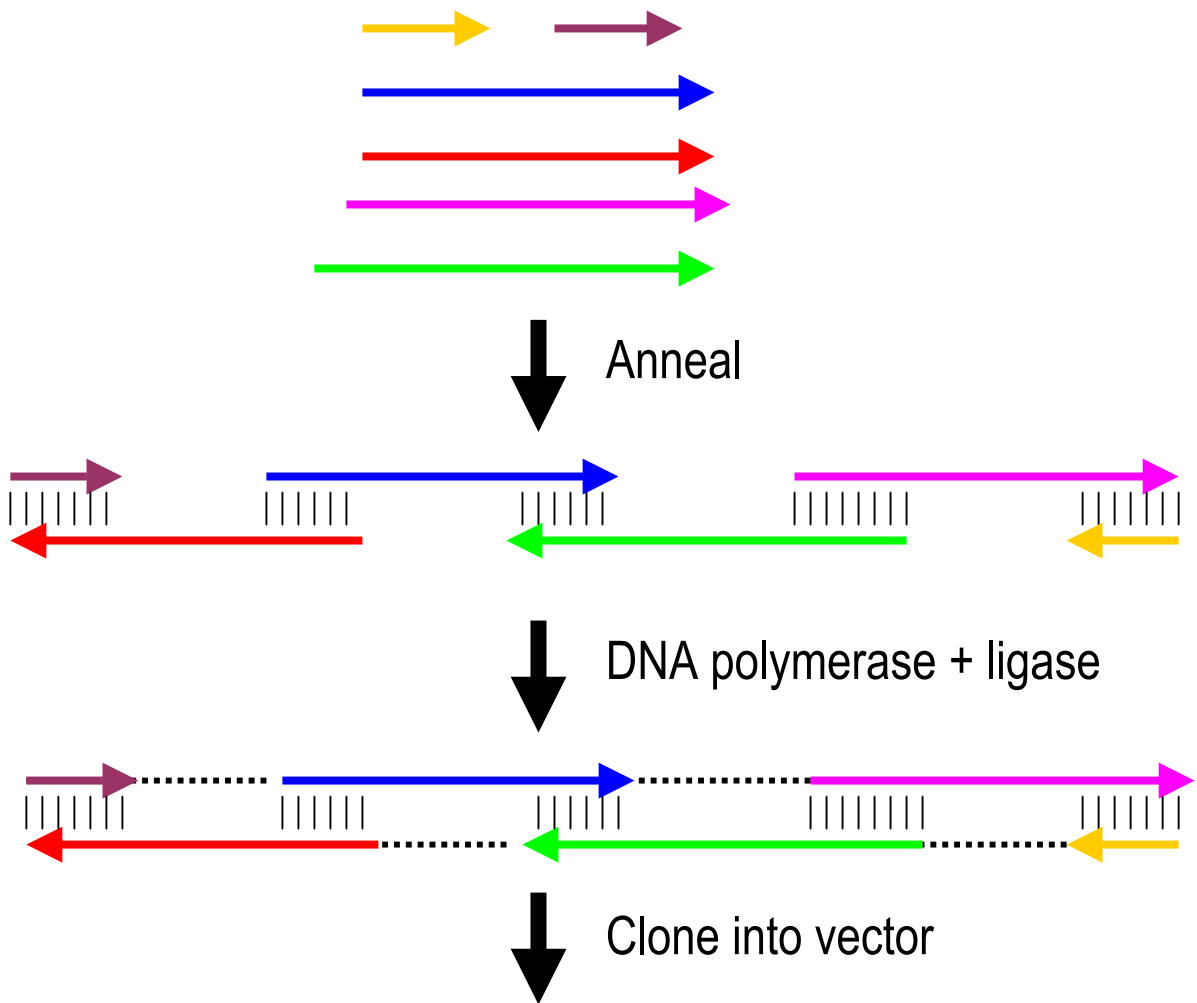 Anneal
DNA polymerase + ligase
Clone into vector